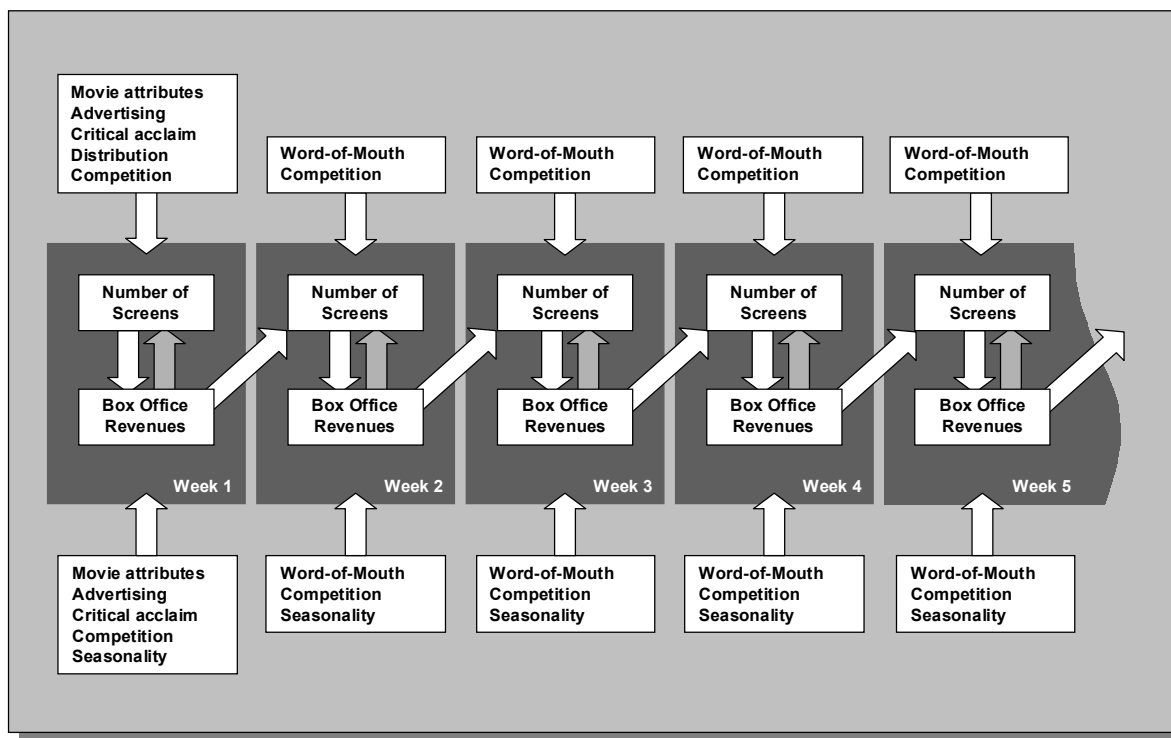 Movie attributes
Advertising
Critical acclaim
Distribution
Competition
Word-of-Mouth
Competition
Word-of-Mouth
Competition
Word-of-Mouth
Competition
Word-of-Mouth
Competition
Number of
Screens
Box Office
Revenues
Week 1
Number of
Screens
Box Office
Revenues
Week 2
Number of
Screens
Box Office
Revenues
Week 3
Number of
Screens
Box Office
Revenues
Week 4
Number of
Screens
Box Office
Revenues
Week 5
Movie attributes
Advertising
Critical acclaim
Competition
Seasonality
Word-of-Mouth
Competition
Seasonality
Word-of-Mouth
Competition
Seasonality
Word-of-Mouth
Competition
Seasonality
Word-of-Mouth
Competition
Seasonality